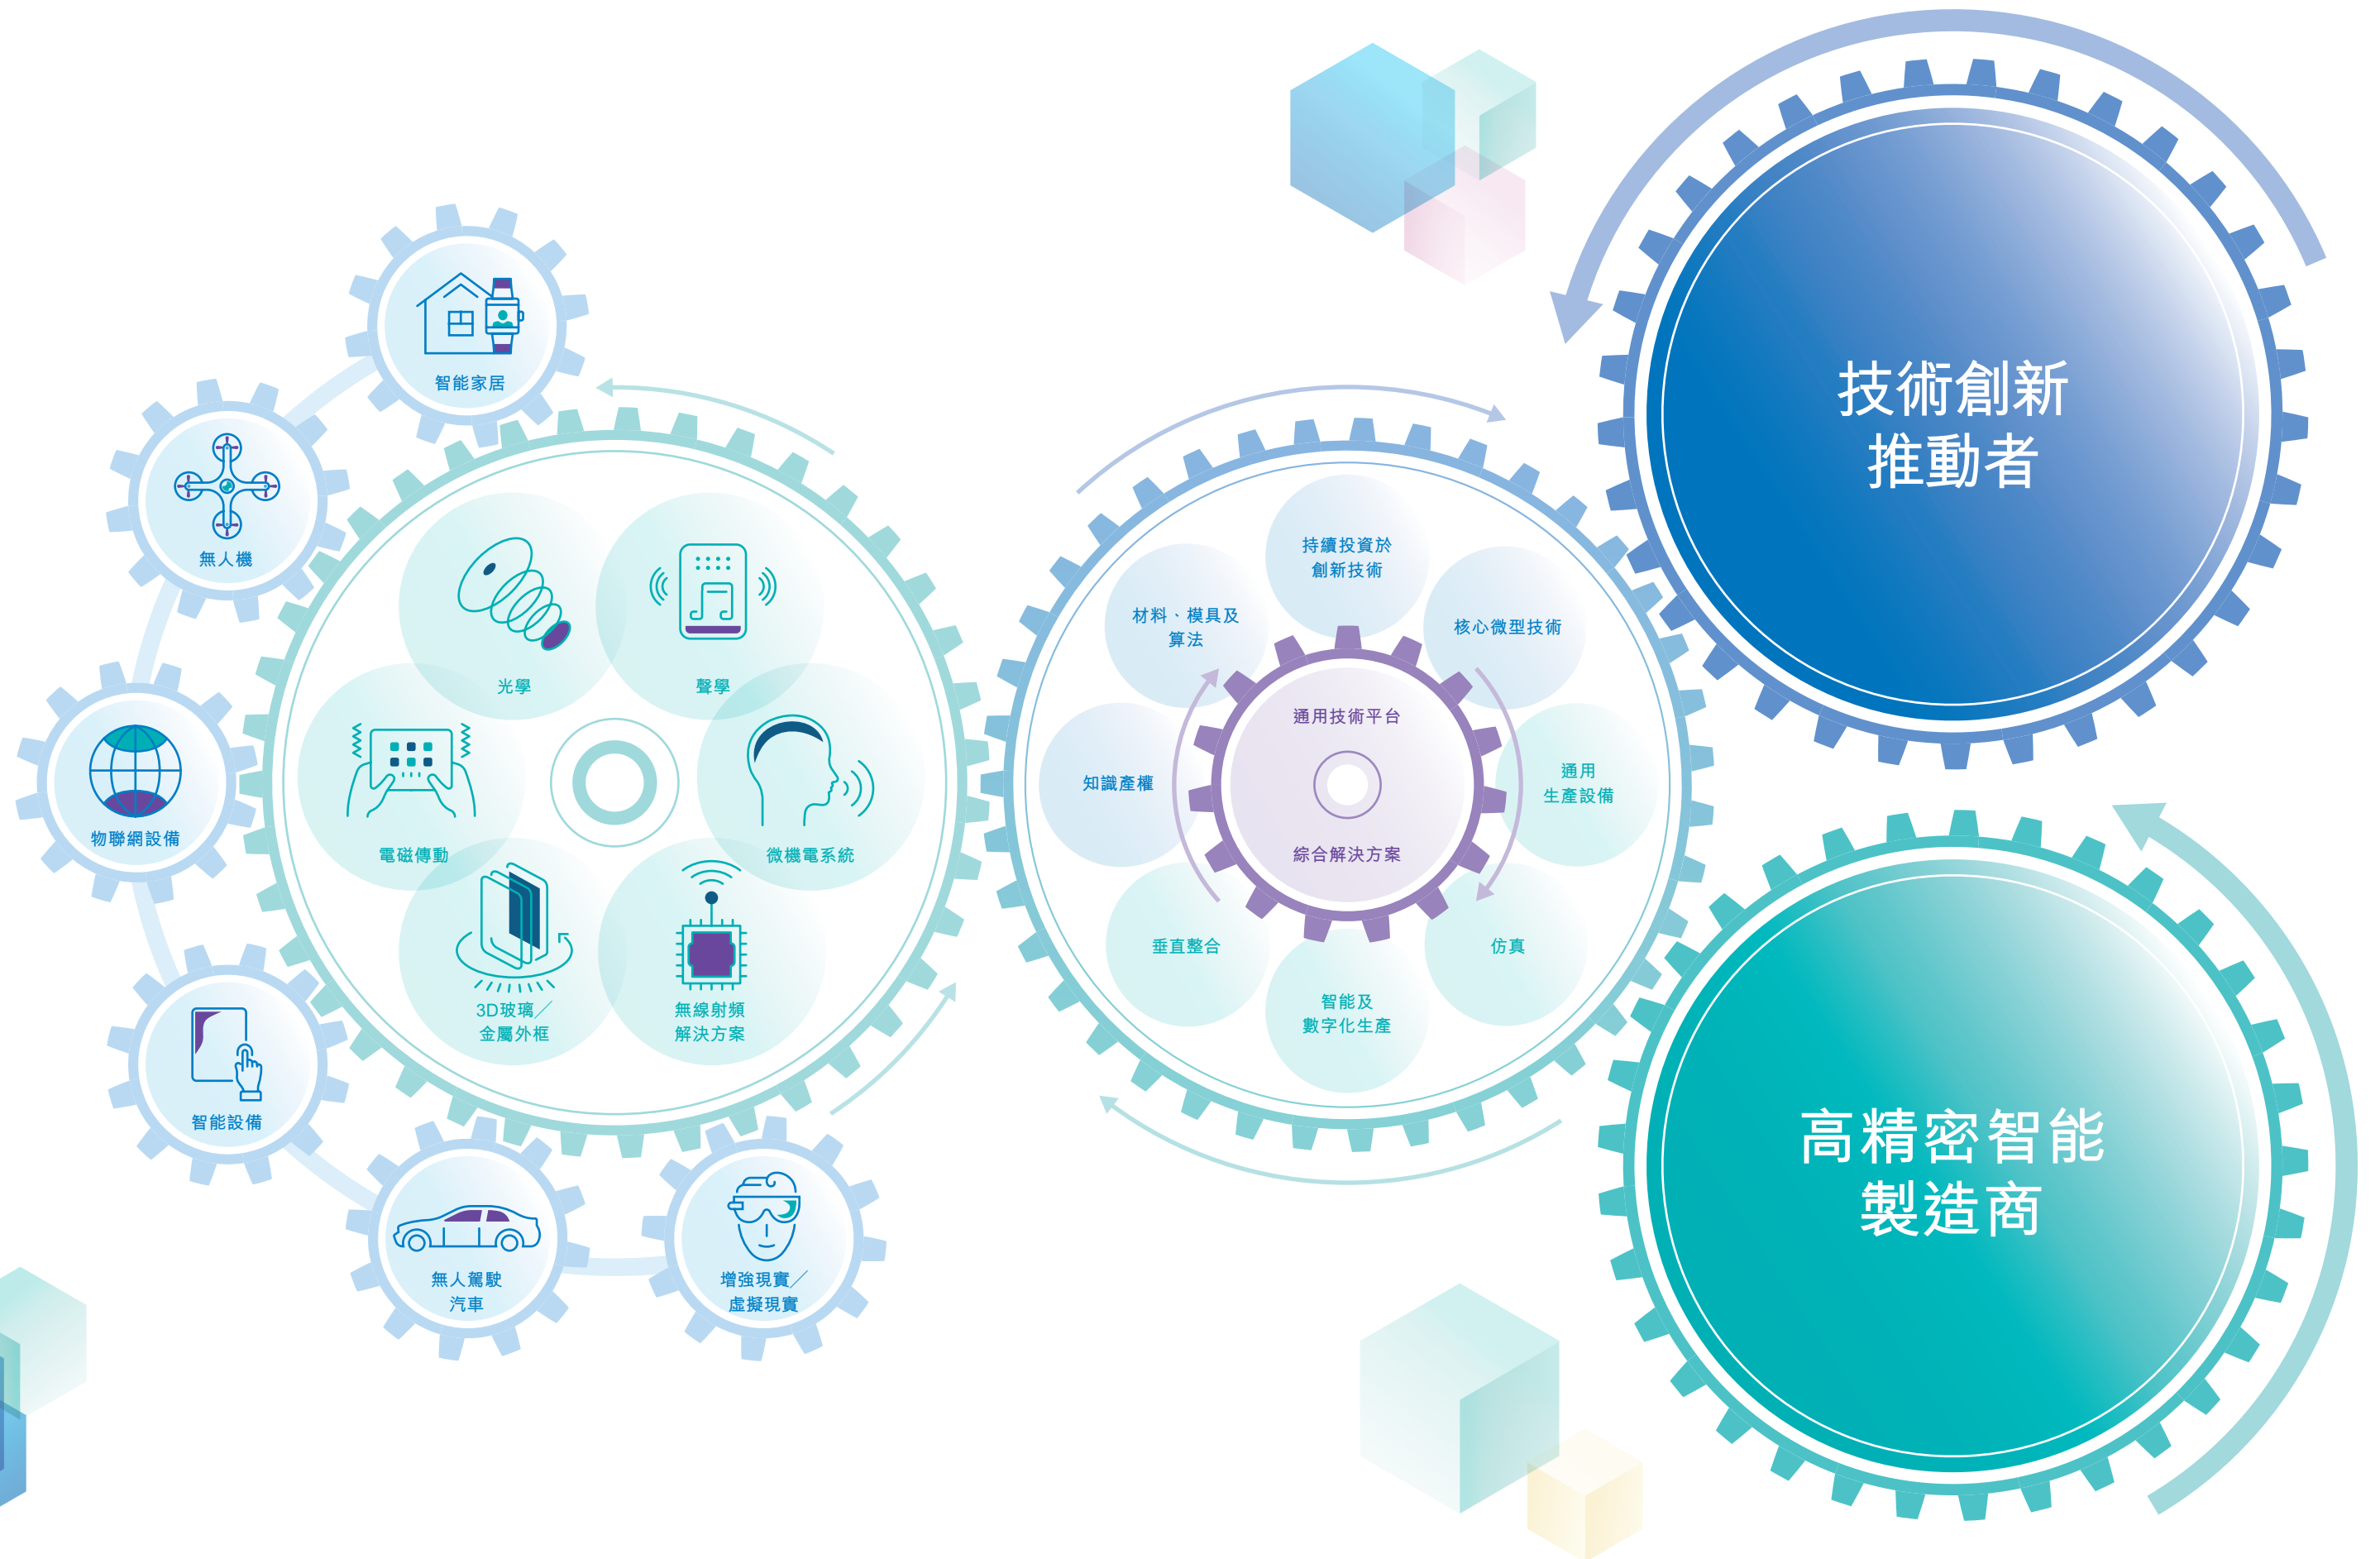 智能家居
無人機
物聯網設備
智能設備
無人駕駛
汽車
增強現實／
虛擬現實
光學
聲學
電磁傳動
微機電系統
3D玻璃／
金屬外框
無線射頻
解決方案
持續投資於
創新技術
材料、模具及
算法
核心微型技術
知識產權
通用技術平台
綜合解決方案
通用
生產設備
垂直整合
仿真
智能及
數字化生產
技術創新
推動者
高精密智能
製造商